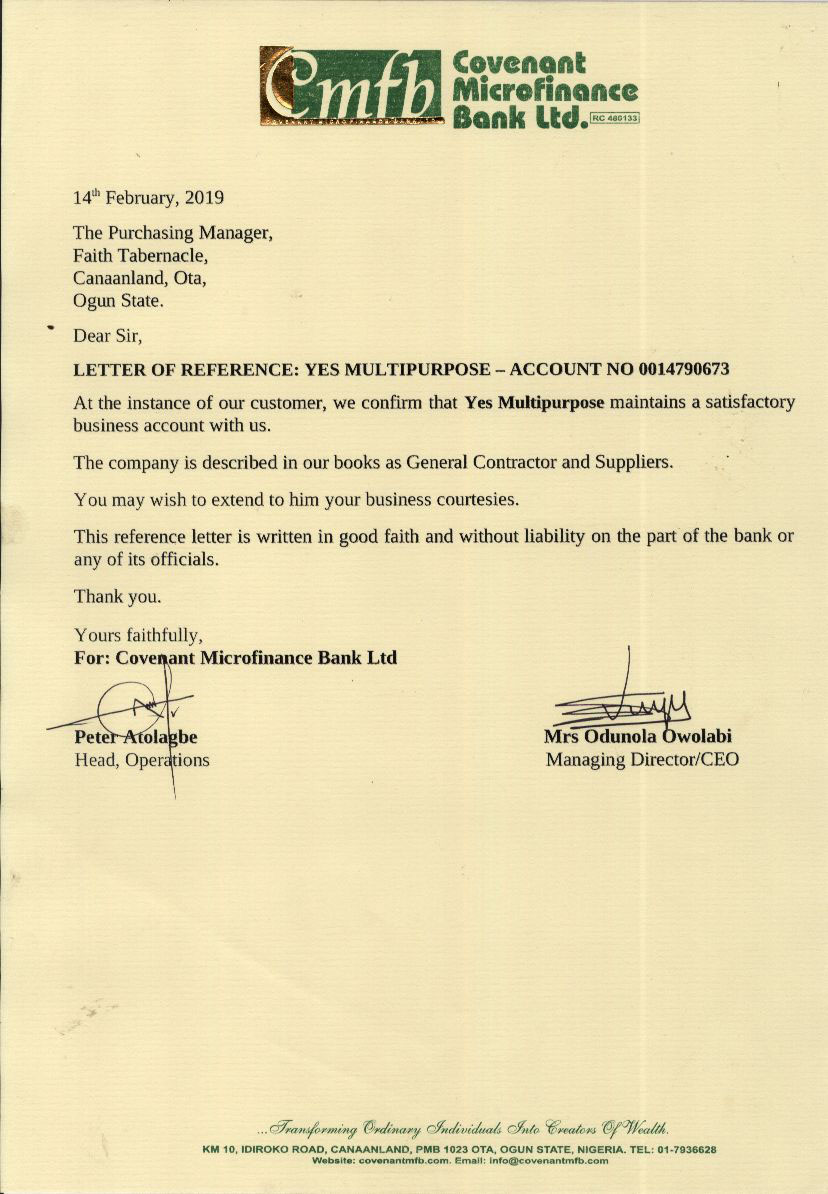 Cmfb
COVENANT MICROFINANCE BANK
Covenant
Microfinance
Bank Ltd. RC 460133
14th February, 2019
The Purchasing Manager,
Faith Tabernacle,
Canaanland, Ota,
Ogun State.
Dear Sir,
LETTER OF REFERENCE: YES MULTIPURPOSE – ACCOUNT NO 0014790673
At the instance of our customer, we confirm that Yes Multipurpose maintains a satisfactory
business account with us.
The company is described in our books as General Contractor and Suppliers.
You may wish to extend to him your business courtesies.
This reference letter is written in good faith and without liability on the part of the bank or
any of its officials.
Thank you.
Yours faithfully,
For: Covenant Microfinance Bank Ltd
Peter Atolagbe
Head, Operations
Mrs Odunola Owolabi
Managing Director/CEO
...Transforming Ordinary Individuals Into Creators Of Wealth.
KM 10, IDIROKO ROAD, CANAANLAND, PMB 1023 OTA, OGUN STATE, NIGERIA. TEL: 01-7936628
Website: covenantmfb.com. Email: info@covenantmfb.com